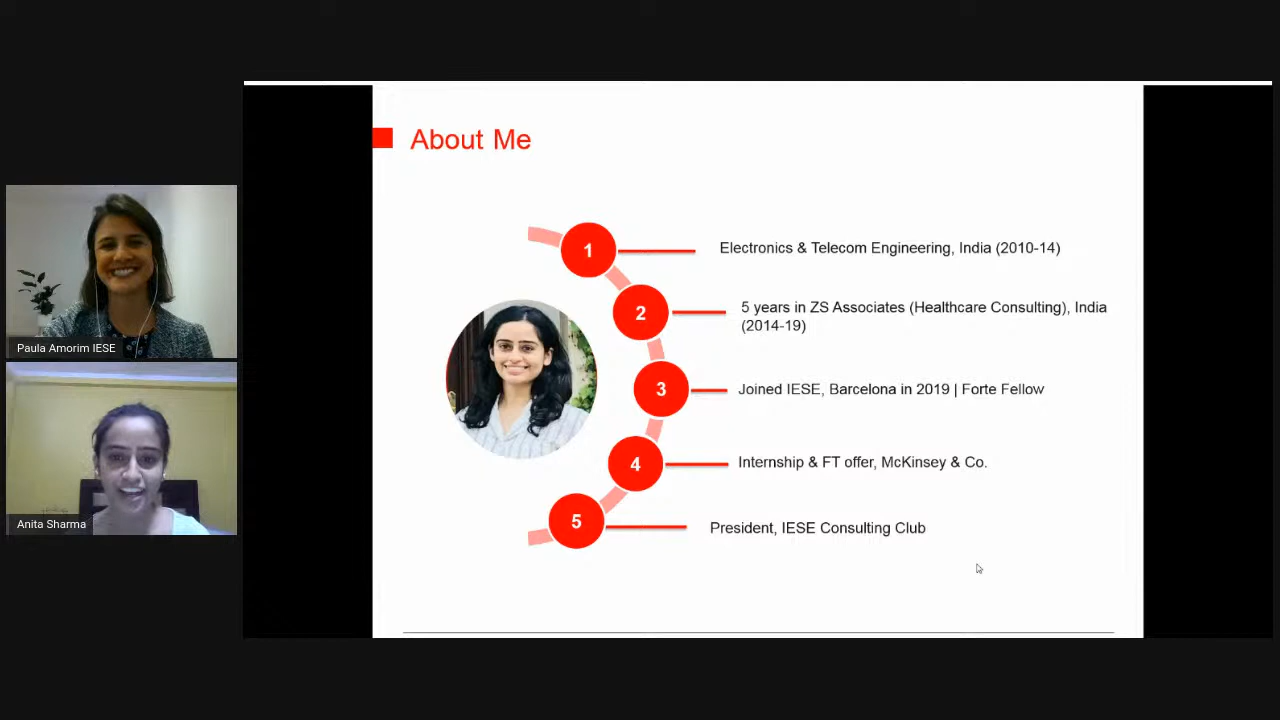 About Me
1
Electronics & Telecom Engineering, India (2010-14)
2
5 years in ZS Associates (Healthcare Consulting), India
(2014-19)
3
Joined IESE, Barcelona in 2019 | Forte Fellow
4
Internship & FT offer, McKinsey & Co.
5
President, IESE Consulting Club
Paula Amorim IESE
Anita Sharma